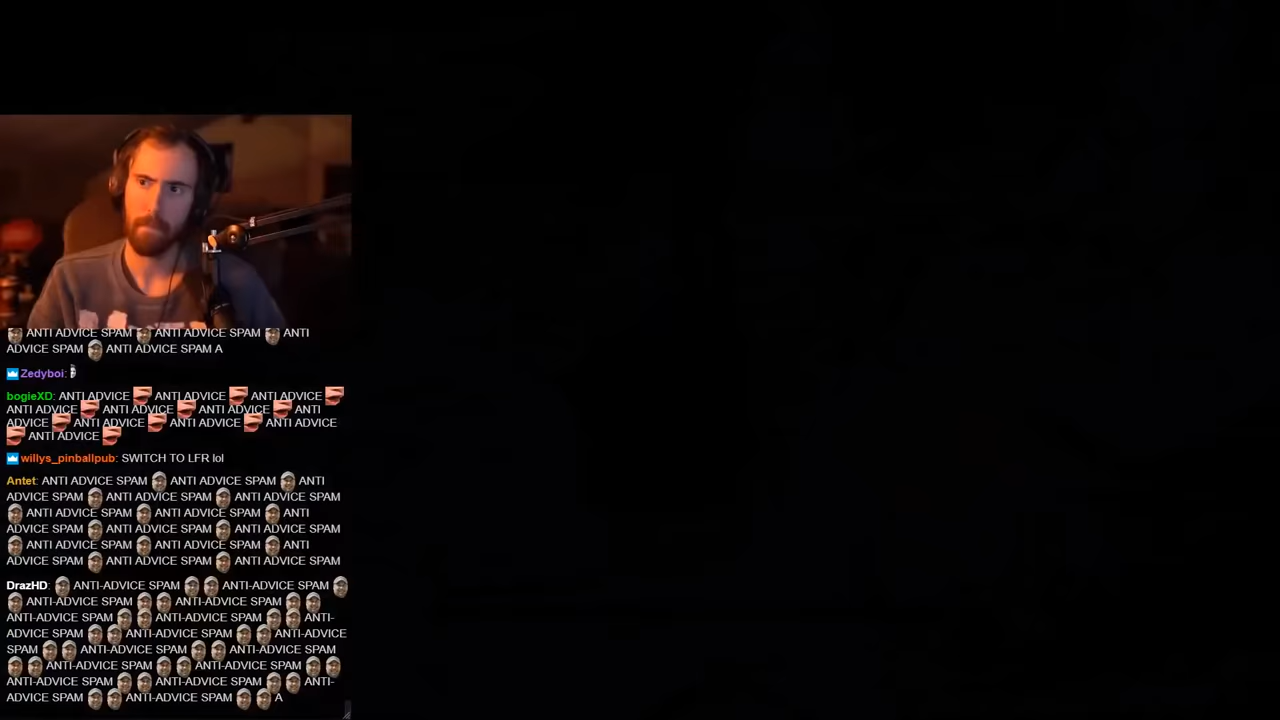 ANTI ADVICE SPAM ANTI ADVICE SPAM ANTI
ADVICE SPAM ANTI ADVICE SPAM A
Zedyboi:
bogieXD: ANTI ADVICE ANTI ADVICE ANTI ADVICE
ANTI ADVICE ANTI ADVICE ANTI ADVICE ANTI
ADVICE ANTI ADVICE ANTI ADVICE ANTI ADVICE
ANTI ADVICE
willys_pinballpub: SWITCH TO LFR lol
Antet: ANTI ADVICE SPAM ANTI ADVICE SPAM ANTI
ADVICE SPAM ANTI ADVICE SPAM ANTI ADVICE SPAM
ANTI ADVICE SPAM ANTI ADVICE SPAM ANTI
ADVICE SPAM ANTI ADVICE SPAM ANTI ADVICE SPAM
ANTI ADVICE SPAM ANTI ADVICE SPAM ANTI
ADVICE SPAM ANTI ADVICE SPAM ANTI ADVICE SPAM
DrazHD: ANTI-ADVICE SPAM ANTI-ADVICE SPAM
ANTI-ADVICE SPAM ANTI-ADVICE SPAM
ANTI-ADVICE SPAM ANTI-ADVICE SPAM ANTI-
ADVICE SPAM ANTI-ADVICE SPAM ANTI-ADVICE
SPAM ANTI-ADVICE SPAM ANTI-ADVICE SPAM
ANTI-ADVICE SPAM ANTI-ADVICE SPAM
ANTI-ADVICE SPAM ANTI-ADVICE SPAM ANTI-
ADVICE SPAM ANTI-ADVICE SPAM A